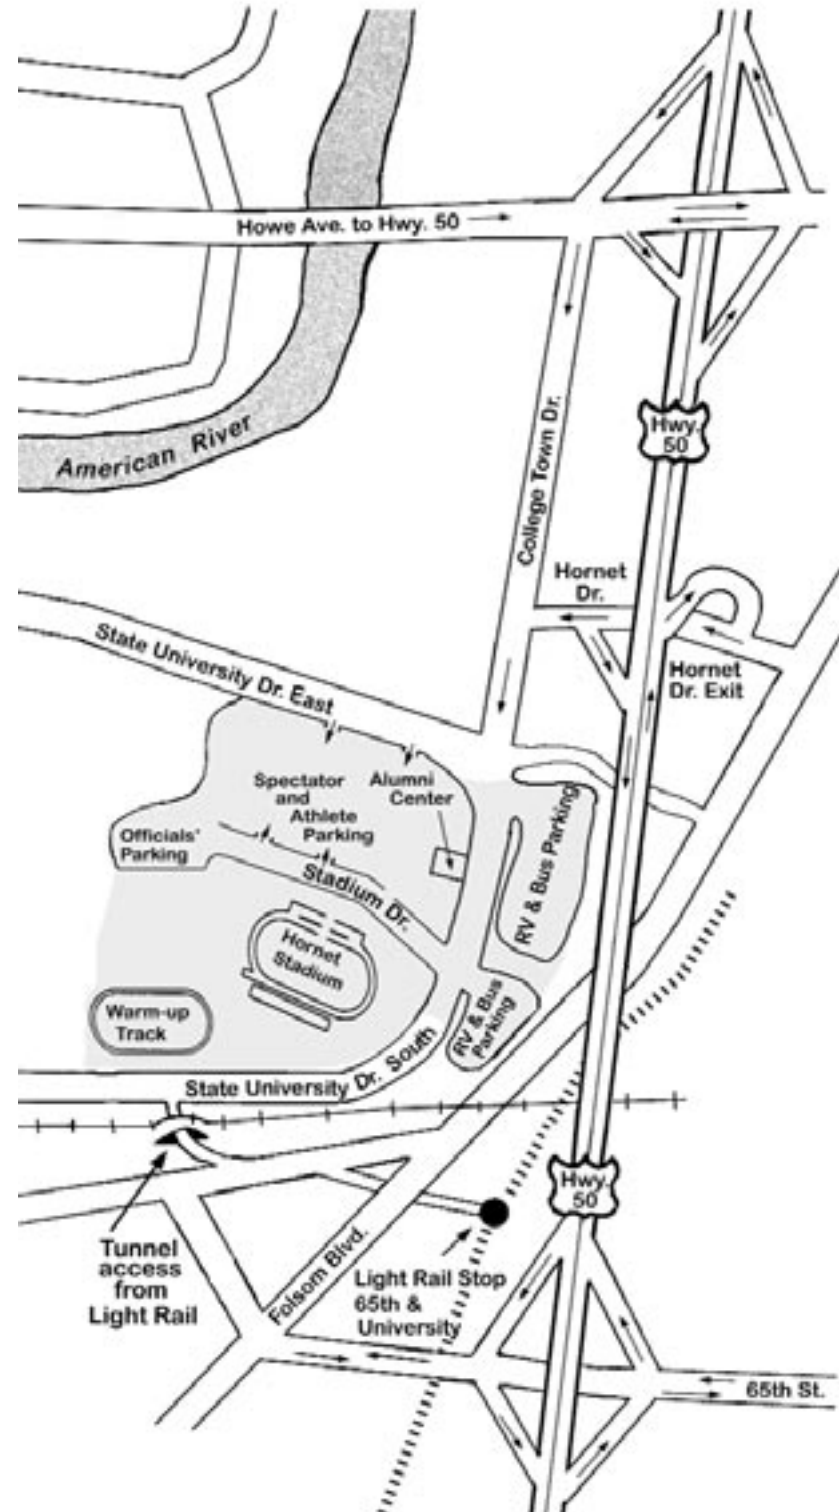 Howe Ave. to Hwy. 50
Hwy.
50
American River
College Town Dr.
Hornet
Dr.
Hornet
Dr. Exit
State University Dr. East
Spectator
and
Athlete
Parking
Alumni
Center
Officials'
Parking
RV & Bus Parking
Stadium Dr.
Hornet
Stadium
Warm-up
Track
RV & Bus
Parking
State University Dr. South
Hwy.
50
Tunnel
access
from
Light Rail
Folsom Blvd.
Light Rail Stop
65th &
University
65th St.